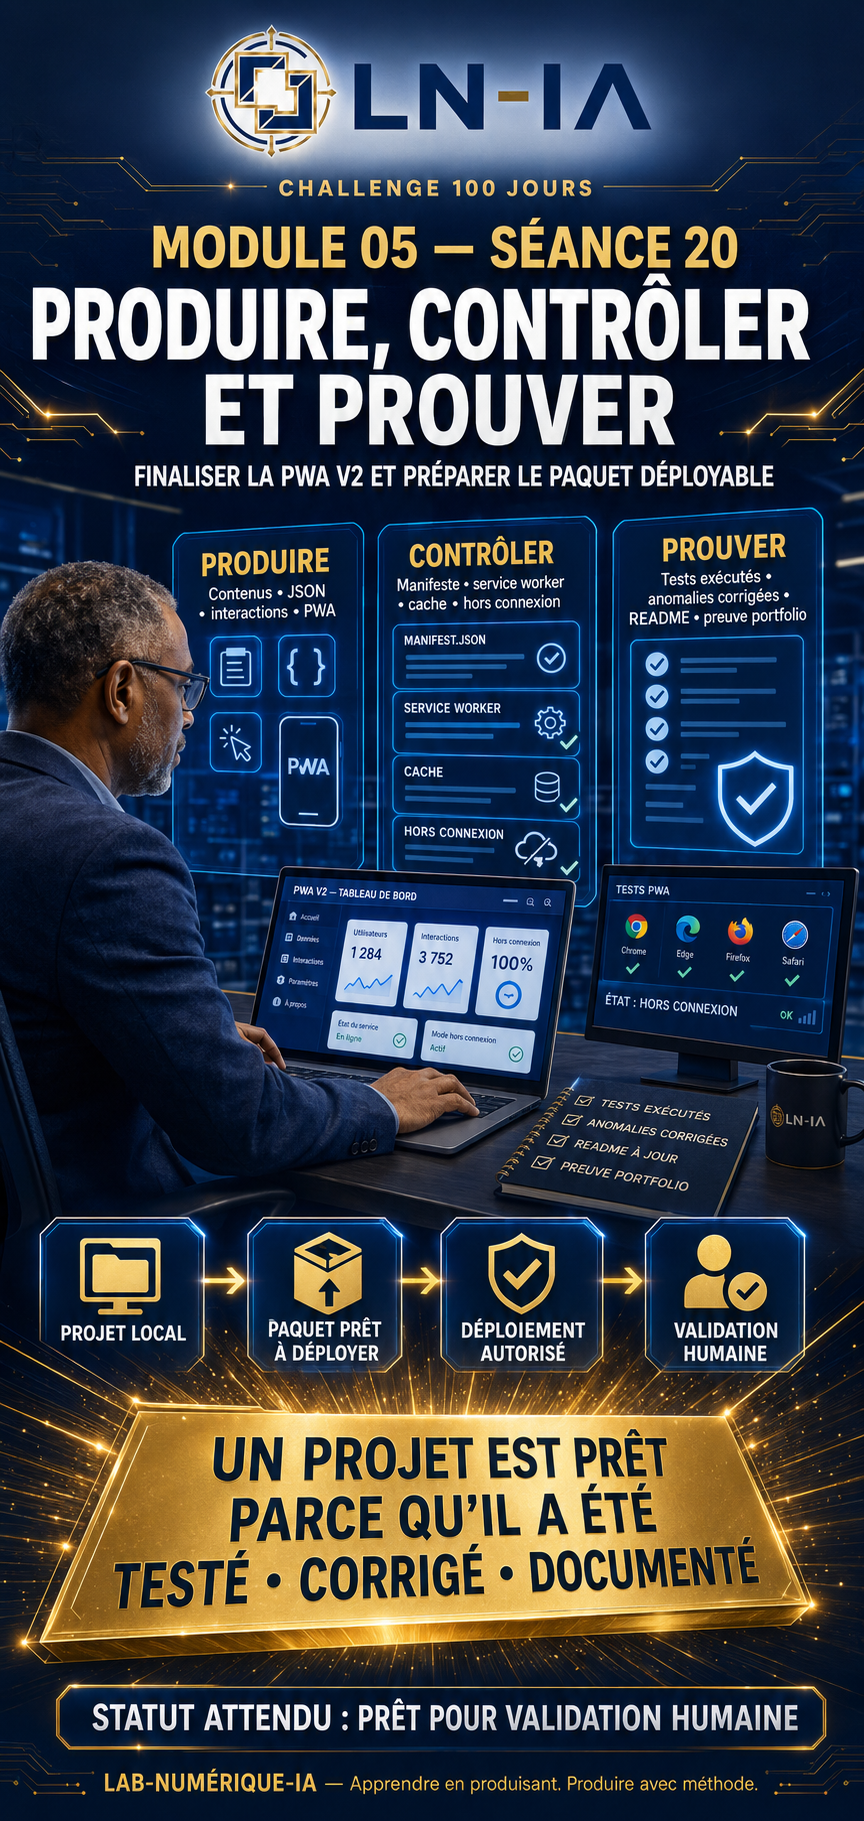 LN-IA
CHALLENGE 100 JOURS
MODULE 05 — SÉANCE 20
PRODUIRE, CONTRÔLER
ET PROUVER
FINALISER LA PWA V2 ET PRÉPARER LE PAQUET DÉPLOYABLE
PRODUIRE
Contenus • JSON
• interactions • PWA
PWA
CONTRÔLER
Manifeste • service worker
• cache • hors connexion
MANIFEST.JSON
SERVICE WORKER
CACHE
HORS CONNEXION
PROUVER
Tests exécutés •
anomalies corrigées •
README • preuve portfolio
PWA V2 – TABLEAU DE BORD
Accueil
Données
Interactions
Paramètres
À propos
Utilisateurs
1 284
Interactions
3 752
Hors connexion
100%
État du service
En ligne
Mode hors connexion
Actif
TESTS PWA
Chrome
Edge
Firefox
Safari
ÉTAT : HORS CONNEXION
OK
TESTS EXÉCUTÉS
ANOMALIES CORRIGÉES
README À JOUR
PREUVE PORTFOLIO
LN-IA
PROJET LOCAL
PAQUET PRÊT
À DÉPLOYER
DÉPLOIEMENT
AUTORISÉ
VALIDATION
HUMAINE
UN PROJET EST PRÊT
PARCE QU'IL A ÉTÉ
TESTÉ • CORRIGÉ • DOCUMENTÉ
STATUT ATTENDU : PRÊT POUR VALIDATION HUMAINE
LAB-NUMÉRIQUE-IA — Apprendre en produisant. Produire avec méthode.